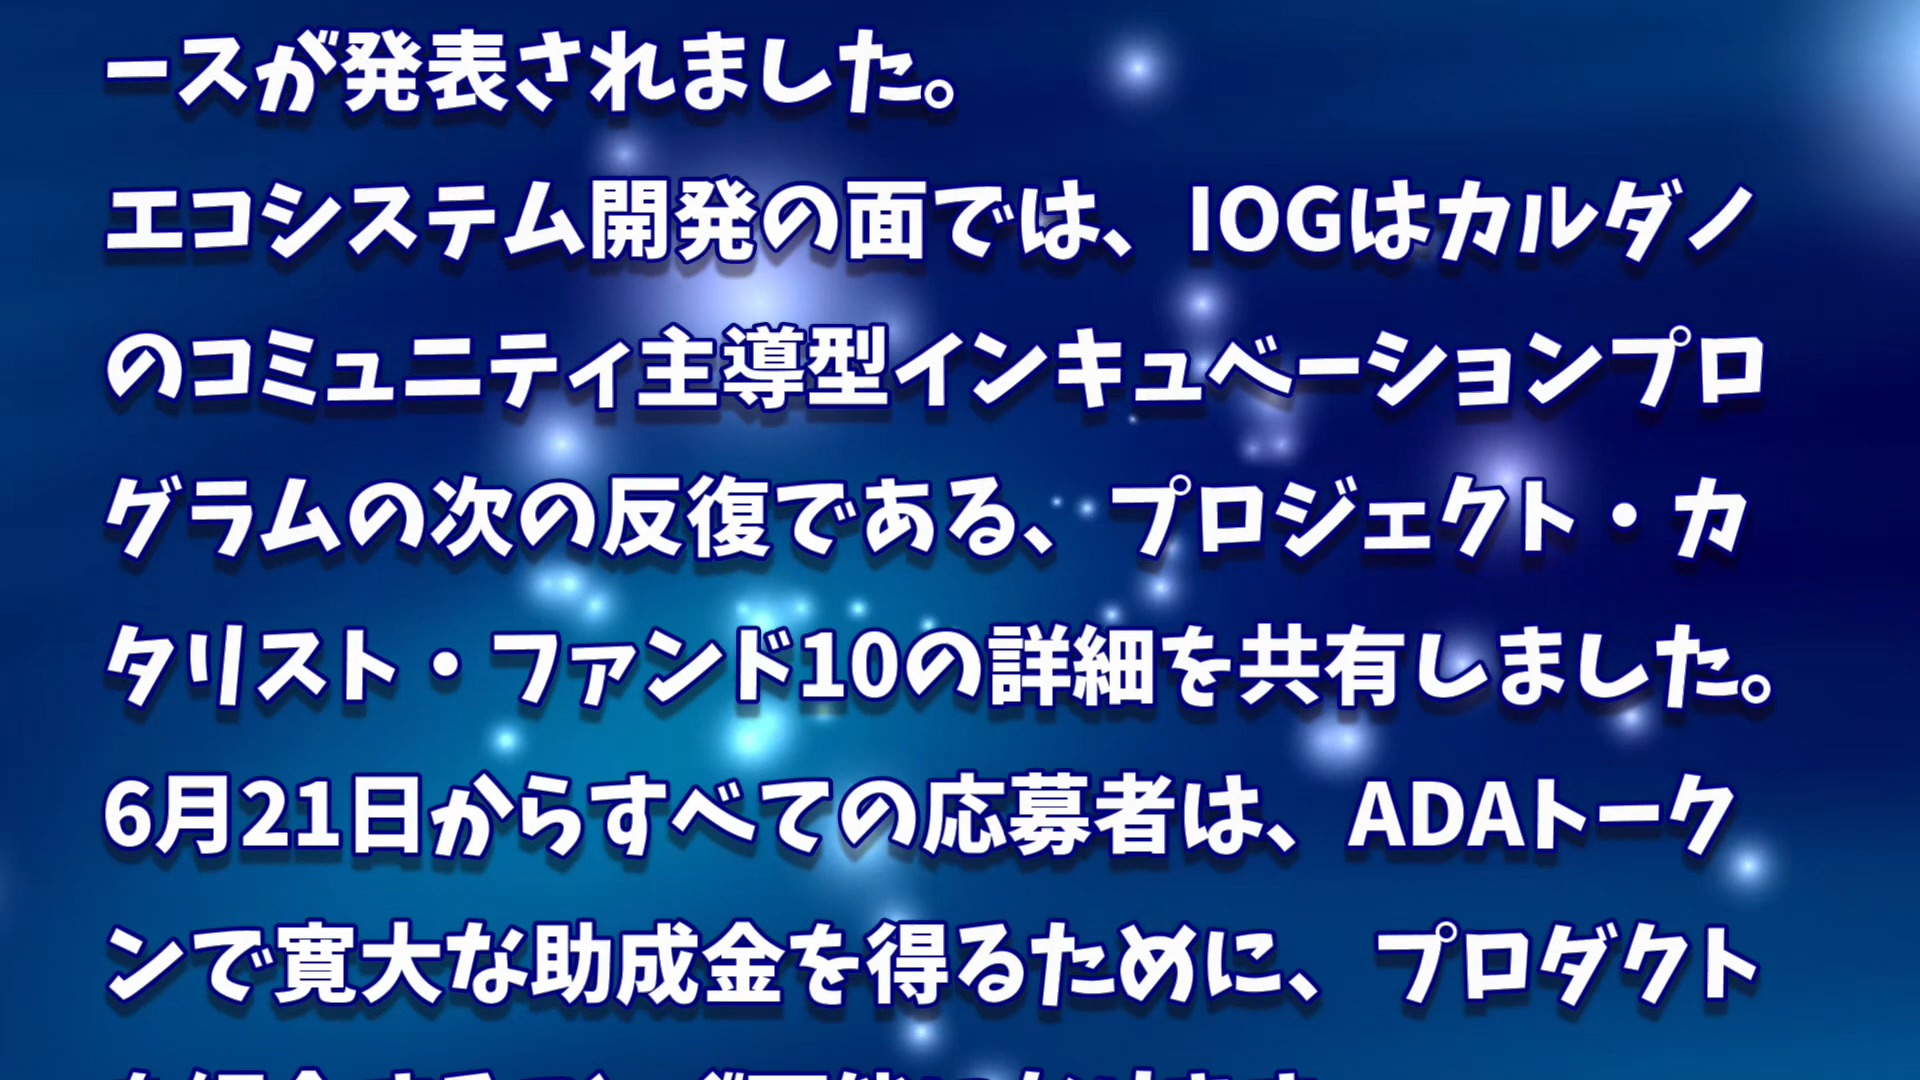 ースが発表されました。
エコシステム開発の面では、IOGはカルダノ
のコミュニティ主導型インキュベーションプロ
グラムの次の反復である、プロジェクト・カ
タリスト・ファンド10の詳細を共有しました。
6月21日からすべての応募者は、ADAトーク
ンで寛大な助成金を得るために、プロダクト